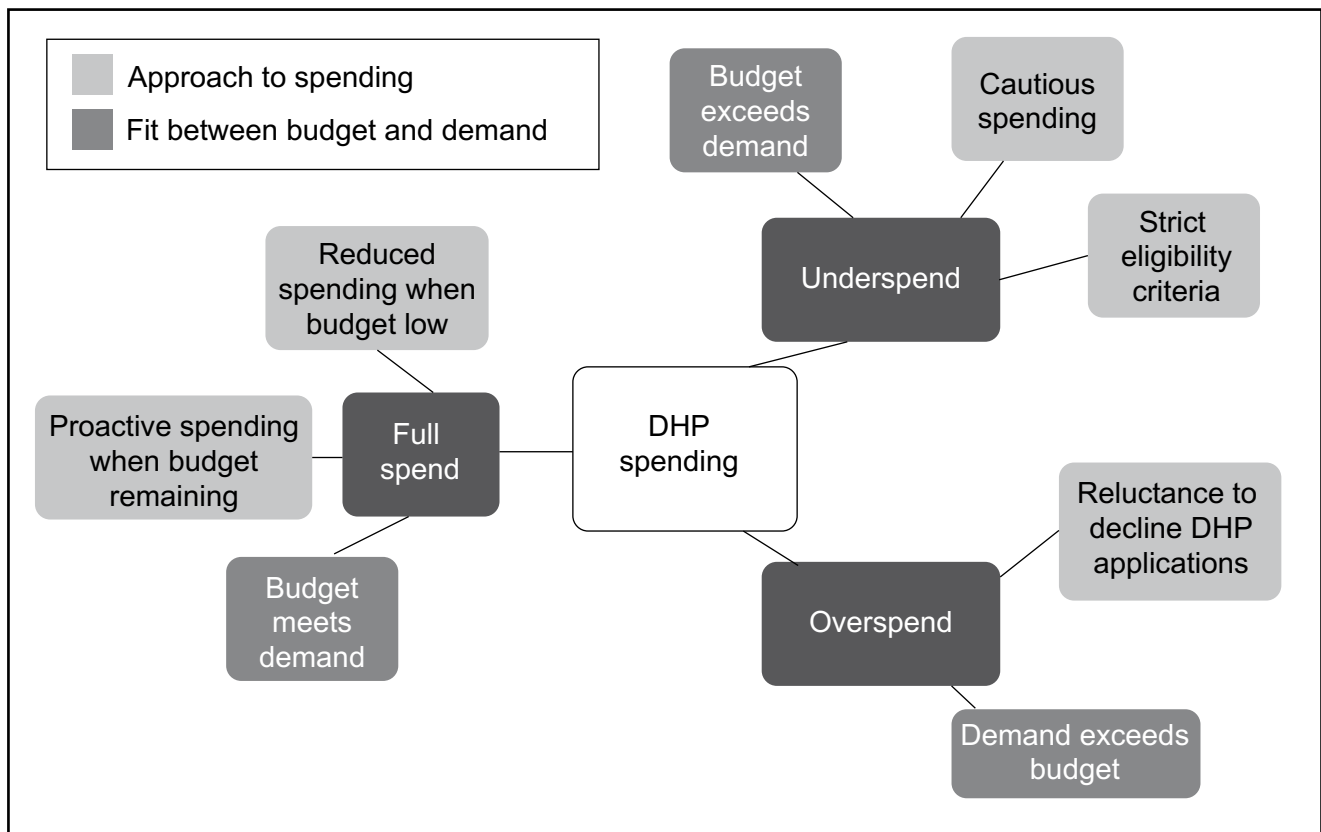 Approach to spending
Fit between budget and demand
Budget
exceeds
demand
Cautious
spending
Strict
eligibility
criteria
Underspend
Reduced
spending when
budget low
Proactive spending
when budget
remaining
Full
spend
DHP
spending
Budget
meets
demand
Reluctance to
decline DHP
applications
Overspend
Demand exceeds
budget